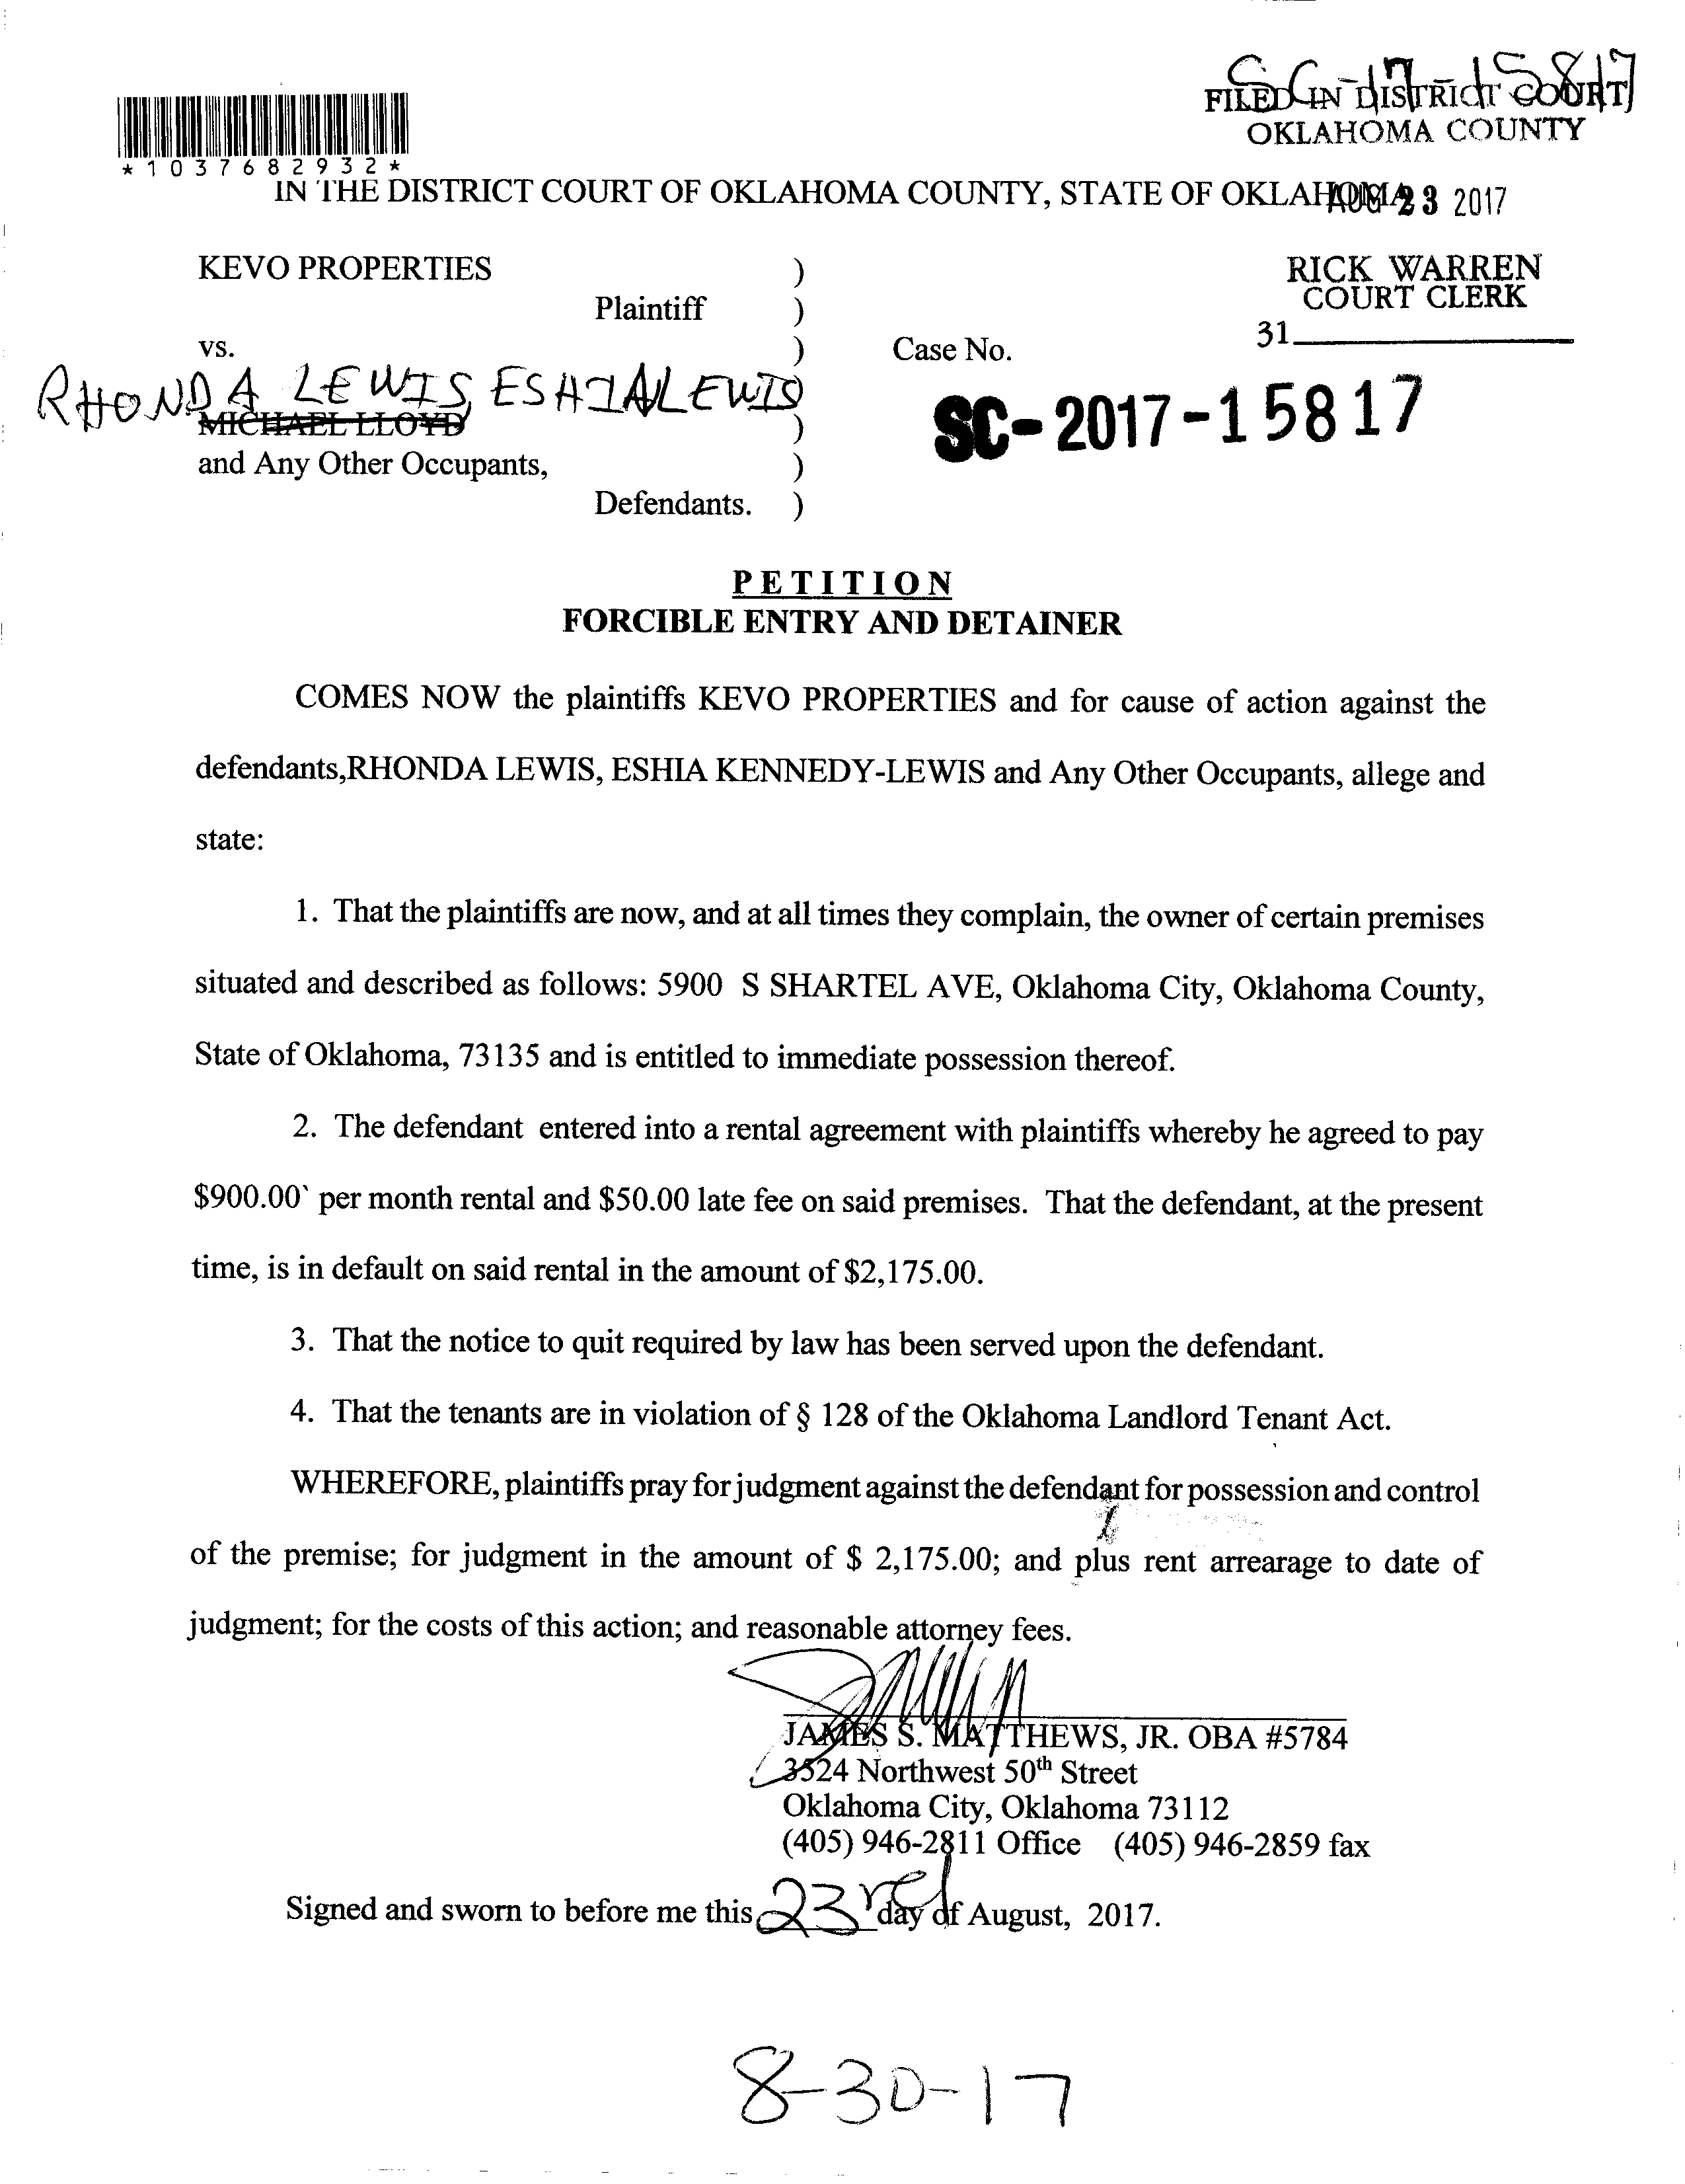 SC-17-15817
FILED IN DISTRICT COURT
OKLAHOMA COUNTY
*1037682932*
IN THE DISTRICT COURT OF OKLAHOMA COUNTY, STATE OF OKLAHOMA
AUG 23 2017
KEVO PROPERTIES )
RICK WARREN
COURT CLERK
Plaintiff )
31
vs. ) Case No.
RHONDA LEWIS, ESHIA LEWIS
MICHAEL LLOYD )
SC-2017-15817
and Any Other Occupants, )
Defendants. )
PETITION
FORCIBLE ENTRY AND DETAINER
COMES NOW the plaintiffs KEVO PROPERTIES and for cause of action against the
defendants,RHONDA LEWIS, ESHIA KENNEDY-LEWIS and Any Other Occupants, allege and
state:
1. That the plaintiffs are now, and at all times they complain, the owner of certain premises
situated and described as follows: 5900 S SHARTEL AVE, Oklahoma City, Oklahoma County,
State of Oklahoma, 73135 and is entitled to immediate possession thereof.
2. The defendant entered into a rental agreement with plaintiffs whereby he agreed to pay
$900.00` per month rental and $50.00 late fee on said premises. That the defendant, at the present
time, is in default on said rental in the amount of $2,175.00.
3. That the notice to quit required by law has been served upon the defendant.
4. That the tenants are in violation of § 128 of the Oklahoma Landlord Tenant Act.
WHEREFORE, plaintiffs pray for judgment against the defendant for possession and control
of the premise; for judgment in the amount of $ 2,175.00; and plus rent arrearage to date of
judgment; for the costs of this action; and reasonable attorney fees.
JAMES S. MATTHEWS, JR. OBA #5784
3524 Northwest 50th Street
Oklahoma City, Oklahoma 73112
(405) 946-2811 Office (405) 946-2859 fax
Signed and sworn to before me this 23rd day of August, 2017.
8-30-17